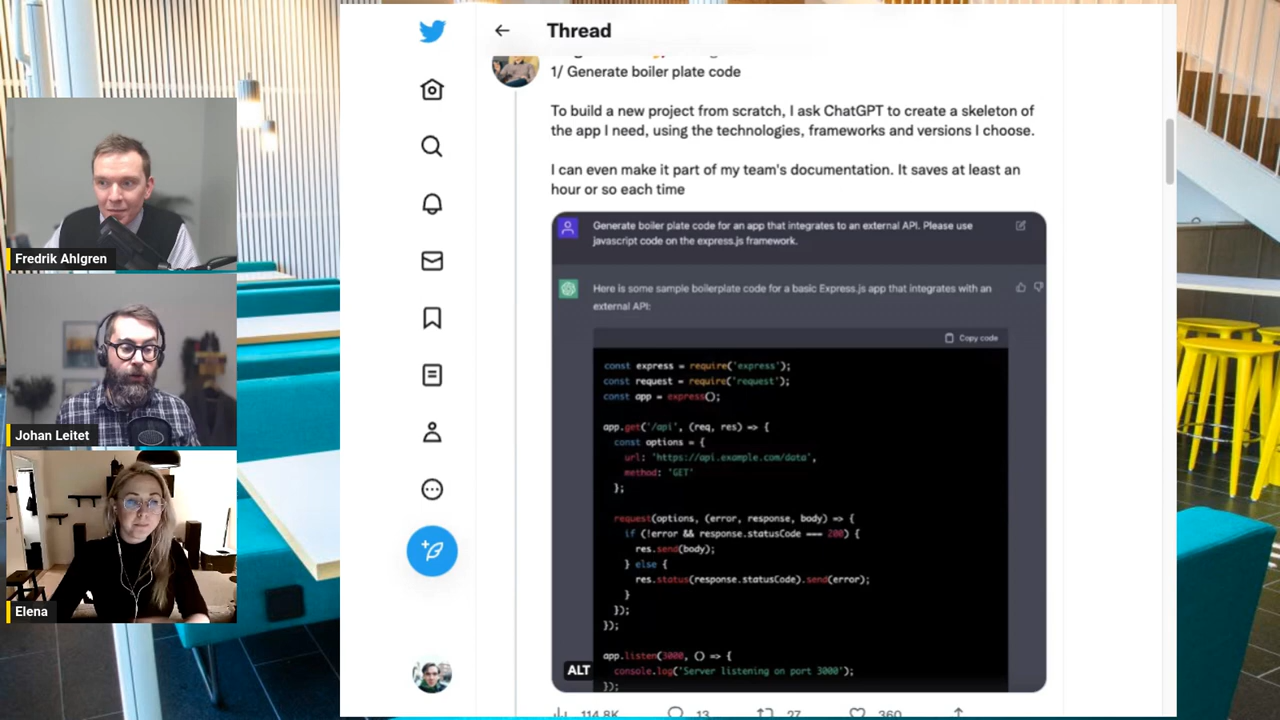 Fredrik Ahlgren
Johan Leitet
Elena
Thread
1/ Generate boiler plate code
To build a new project from scratch, I ask ChatGPT to create a skeleton of
the app I need, using the technologies, frameworks and versions I choose.
I can even make it part of my team's documentation. It saves at least an
hour or so each time
Generate boiler plate code for an app that integrates to an external API. Please use
javascript code on the express.js framework.
Here is some sample boilerplate code for a basic Express.js app that integrates with an
external API:
Copy code
const express = require('express');
const request = require('request');
const app = express();
app.get('/api', (req, res) => {
const options = {
url: 'https://api.example.com/data',
method: 'GET'
};
request(options, (error, response, body) => {
if (!error && response.statusCode === 200) {
res.send(body);
} else {
res.status(response.statusCode).send(error);
}
});
});
app.listen(3000, () => {
console.log('Server listening on port 3000');
});
ALT
114.8K 13 27 360